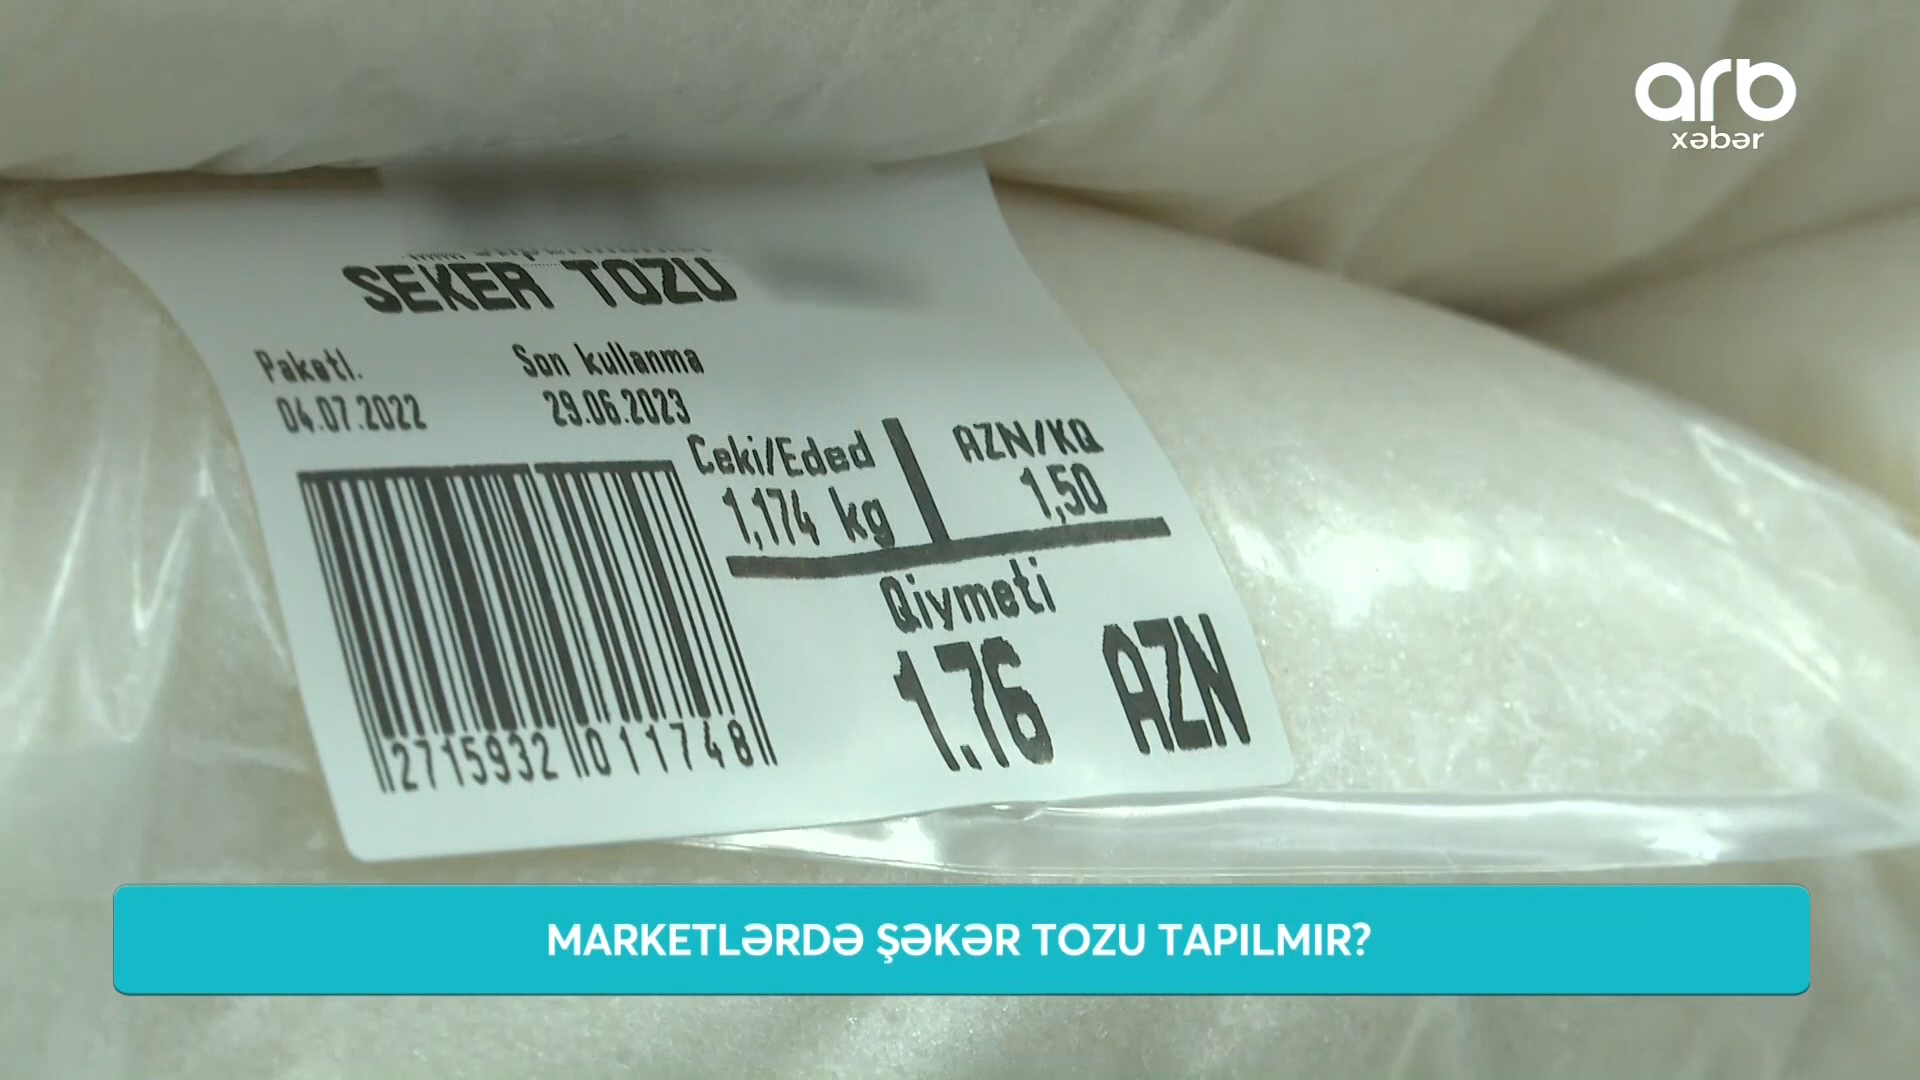 arb
xəbər
SEKER TOZU
Paketl.
Son kullanma
04.07.2022
29.06.2023
Ceki/Eded
AZN/KQ
1,174 kg
1,50
Qiymeti
1.76 AZN
2715932 011748
MARKETLƏRDƏ ŞƏKƏR TOZU TAPILMIR?